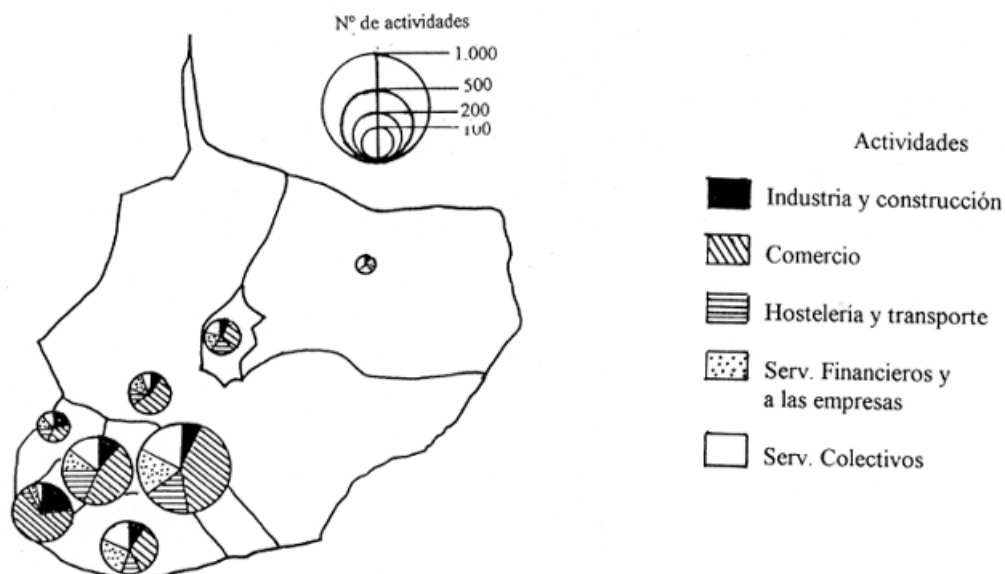 Nº de actividades
1.000
500
200
100
Actividades
Industria y construcción
Comercio
Hostelería y transporte
Serv. Financieros y
a las empresas
Serv. Colectivos